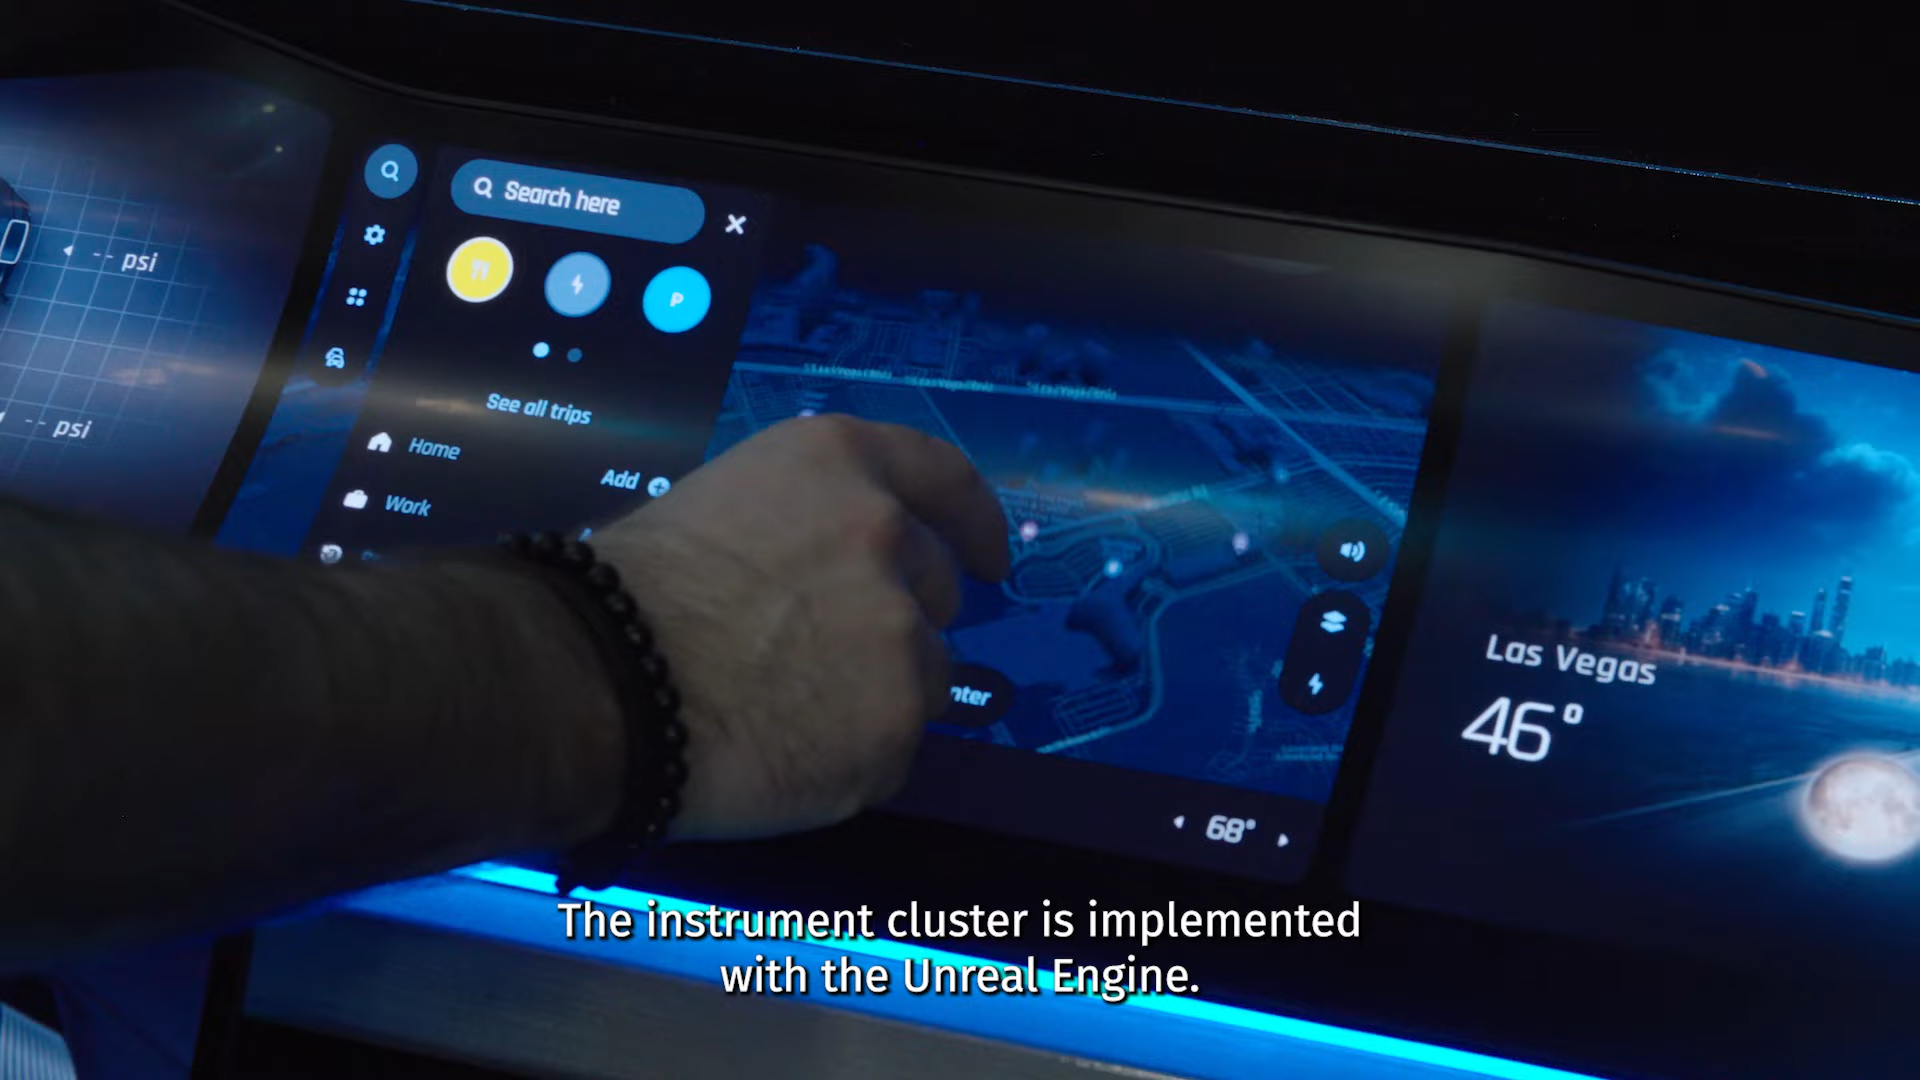 -- psi
-- psi
Search here
P
See all trips
Home
Add
Work
nter
68°
Las Vegas
46°
The instrument cluster is implemented
with the Unreal Engine.